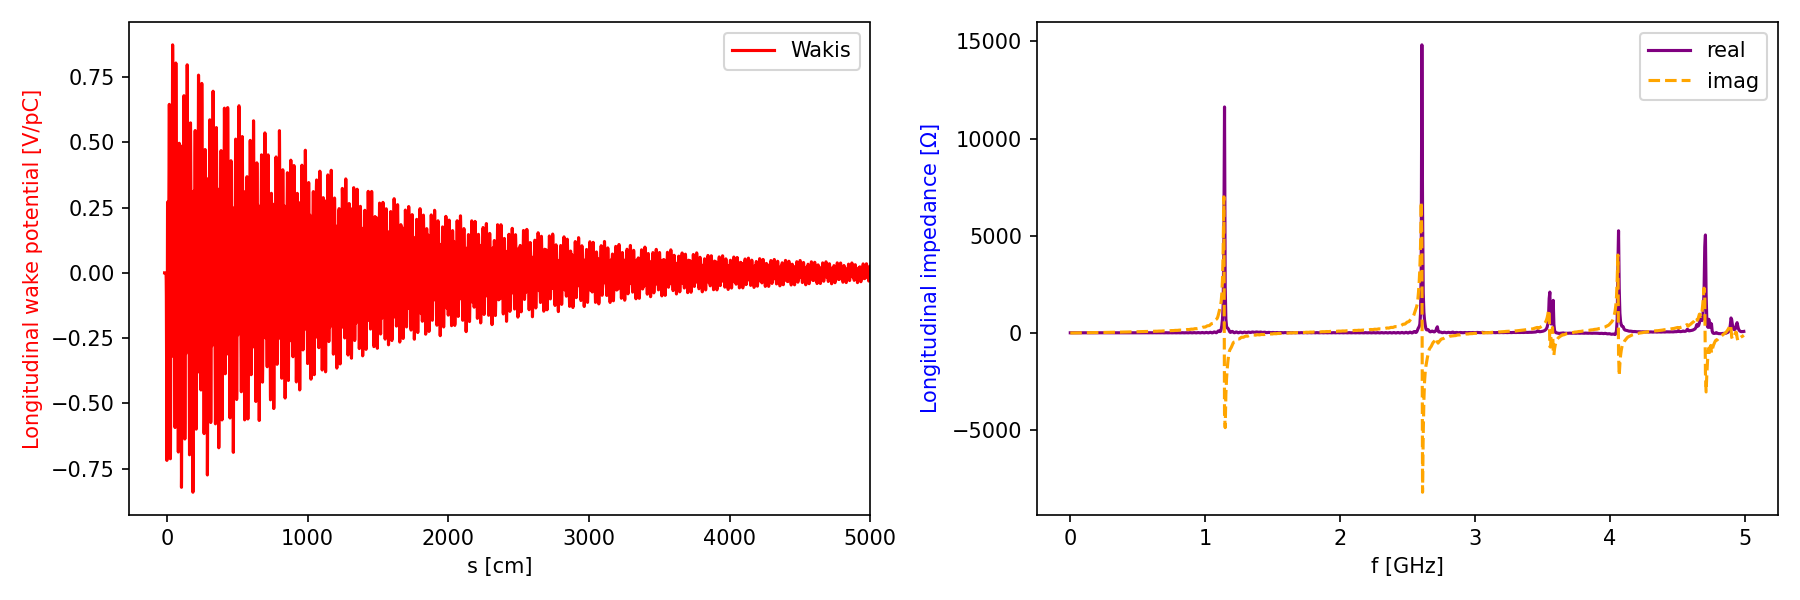 Longitudinal wake potential [V/pC]
0.75
0.50
0.25
0.00
−0.25
−0.50
−0.75
Wakis
0 1000 2000 3000 4000 5000
s [cm]
Longitudinal impedance [Ω]
15000
10000
5000
0
−5000
real
imag
0 1 2 3 4 5
f [GHz]